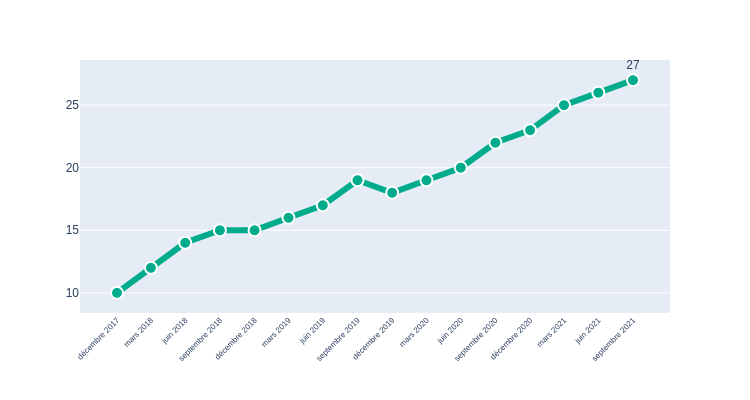 27
25
20
15
10
décembre 2017
mars 2018
juin 2018
septembre 2018
décembre 2018
mars 2019
juin 2019
septembre 2019
décembre 2019
mars 2020
juin 2020
septembre 2020
décembre 2020
mars 2021
juin 2021
septembre 2021